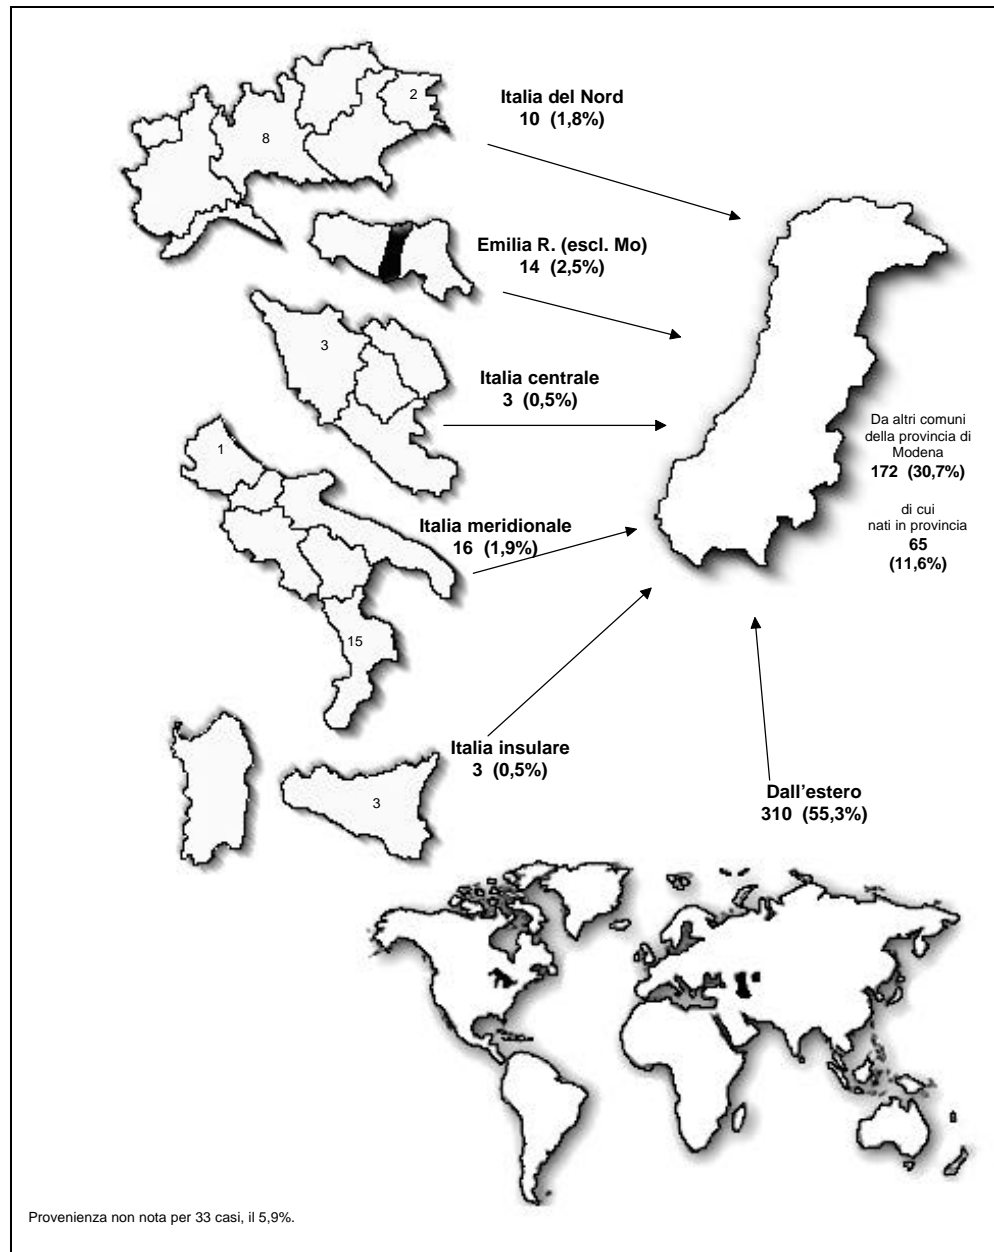 2
Italia del Nord
10 (1,8%)
8
Emilia R. (escl. Mo)
14 (2,5%)
3
Italia centrale
3 (0,5%)
Da altri comuni
della provincia di
Modena
172 (30,7%)
di cui
nati in provincia
65
(11,6%)
1
Italia meridionale
16 (1,9%)
15
Italia insulare
3 (0,5%)
3
Dall'estero
310 (55,3%)
Provenienza non nota per 33 casi, il 5,9%.